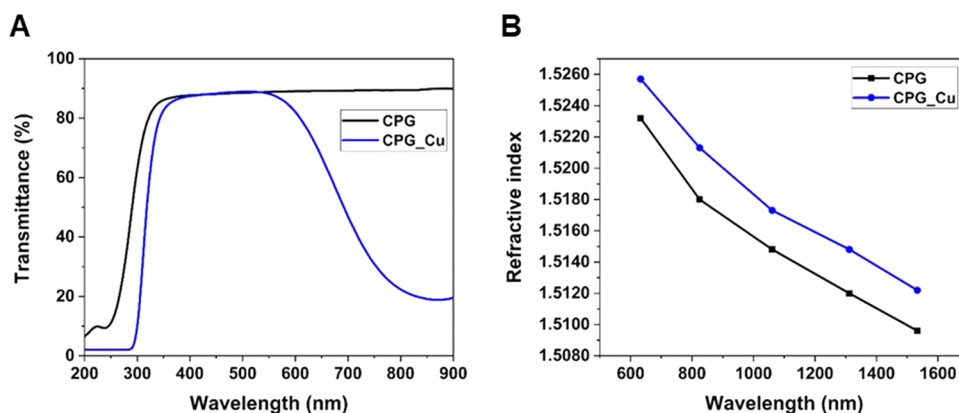 A
B
Transmittance (%)
100
80
60
40
20
0
200 300 400 500 600 700 800 900
Wavelength (nm)
CPG
CPG_Cu
Refractive index
1.5260
1.5240
1.5220
1.5200
1.5180
1.5160
1.5140
1.5120
1.5100
1.5080
600 800 1000 1200 1400 1600
Wavelength (nm)
CPG
CPG_Cu